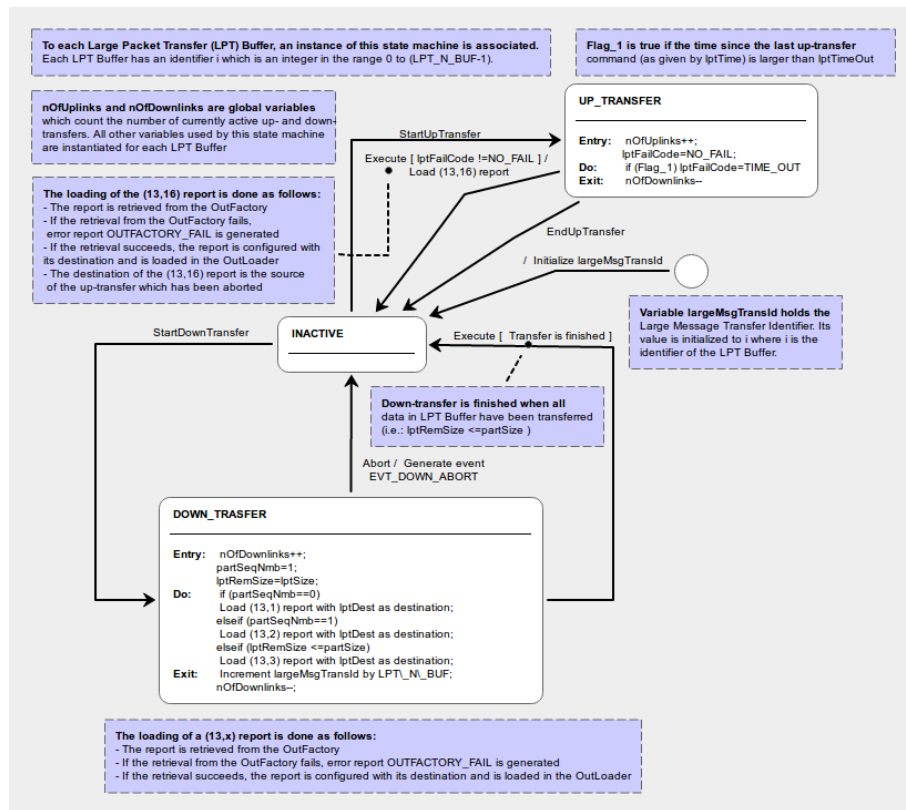 To each Large Packet Transfer (LPT) Buffer, an instance of this state machine is associated.
Each LPT Buffer has an identifier i which is an integer in the range 0 to (LPT_N_BUF-1).
Flag_1 is true if the time since the last up-transfer
command (as given by lptTime) is larger than lptTimeOut
nOfUplinks and nOfDownlinks are global variables
which count the number of currently active up- and down-
transfers. All other variables used by this state machine
are instantiated for each LPT Buffer
UP_TRANSFER
Entry: nOfUplinks++;
lptFailCode=NO_FAIL;
Do: if (Flag_1) lptFailCode=TIME_OUT
Exit: nOfDownlinks--
StartUpTransfer
Execute [ lptFailCode !=NO_FAIL ] /
Load (13,16) report
The loading of the (13,16) report is done as follows:
- The report is retrieved from the OutFactory
- If the retrieval from the OutFactory fails,
error report OUTFACTORY_FAIL is generated
- If the retrieval succeeds, the report is configured with
its destination and is loaded in the OutLoader
- The destination of the (13,16) report is the source
of the up-transfer which has been aborted
EndUpTransfer
/ Initialize largeMsgTransId
Variable largeMsgTransId holds the
Large Message Transfer Identifier. Its
value is initialized to i where i is the
identifier of the LPT Buffer.
StartDownTransfer
INACTIVE
Execute [ Transfer is finished ]
Down-transfer is finished when all
data in LPT Buffer have been transferred
(i.e.: lptRemSize <=partSize )
Abort / Generate event
EVT_DOWN_ABORT
DOWN_TRASFER
Entry: nOfDownlinks++;
partSeqNmb=1;
lptRemSize=lptSize;
Do: if (partSeqNmb==0)
Load (13,1) report with lptDest as destination;
elseif (partSeqNmb==1)
Load (13,2) report with lptDest as destination;
elseif (lptRemSize <=partSize)
Load (13,3) report with lptDest as destination;
Exit: Increment largeMsgTransId by LPT\_N\_BUF;
nOfDownlinks--;
The loading of a (13,x) report is done as follows:
- The report is retrieved from the OutFactory
- If the retrieval from the OutFactory fails, error report OUTFACTORY_FAIL is generated
- If the retrieval succeeds, the report is configured with its destination and is loaded in the OutLoader